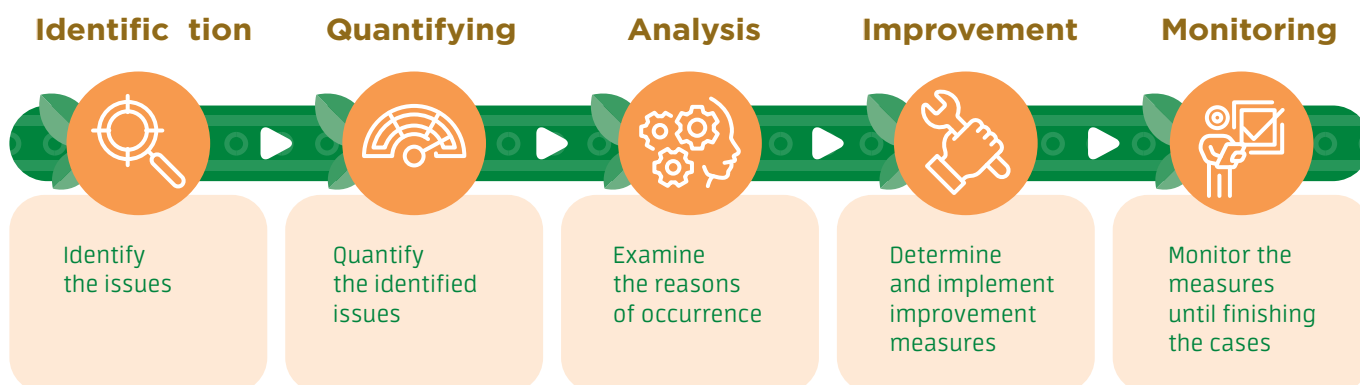 Identific tion
Quantifying
Analysis
Improvement
Monitoring
Identify
the issues
Quantify
the identified
issues
Examine
the reasons
of occurrence
Determine
and implement
improvement
measures
Monitor the
measures
until finishing
the cases